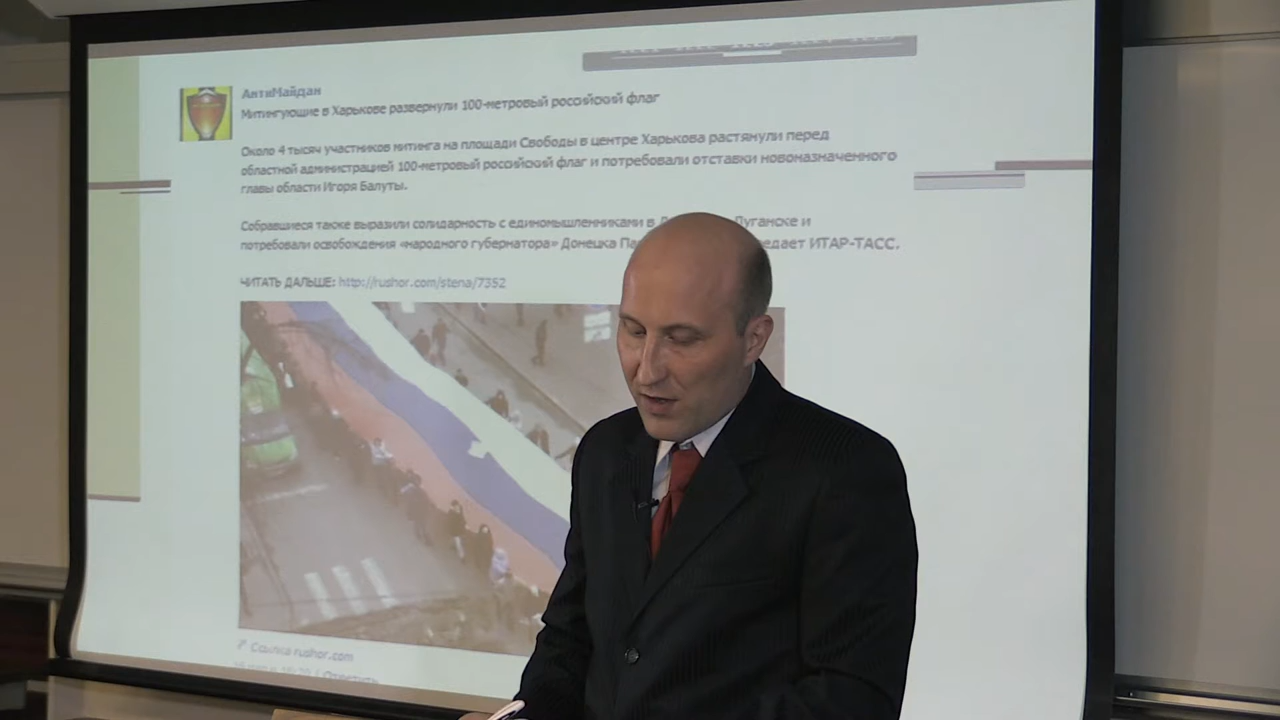 АнтиМайдан
Митингующие в Харькове развернули 100-метровый российский флаг
Около 4 тысяч участников митинга на площади Свободы в центре Харькова растянули перед
областной администрацией 100-метровый российский флаг и потребовали отставки новоназначенного
главы области Игоря Балуты.
Собравшиеся также выразили солидарность с единомышленниками в Луганске и
потребовали освобождения «народного губернатора» Донецка ИТАР-ТАСС.
ЧИТАТЬ ДАЛЬШЕ: http://rushor.com/stena/7352
Ссылка rushor.com
Ответить